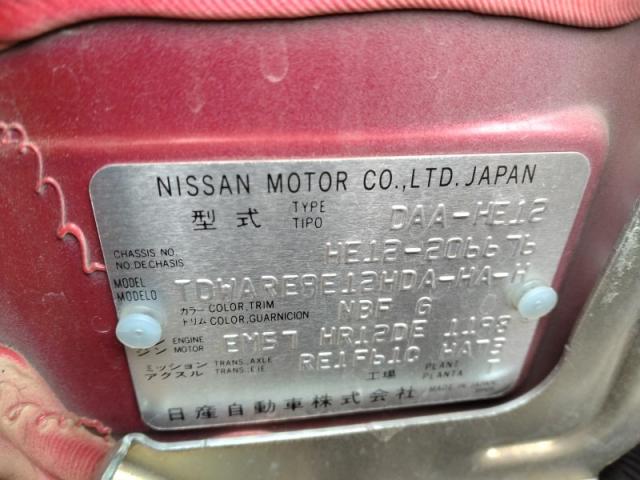 NISSAN MOTOR CO.,LTD. JAPAN
型式 TYPE TIPO DAA-HE12
CHASSIS NO. NO.DE CHASIS HE12-206676
MODEL MODELO
カラー COLOR,TRIM NBF G
トリム COLOR,GUARNICION
ENGINE MOTOR EM57 HR12DE 1198
ミッション TRANS.,AXLE
アクスル TRANS.,EJE RE1F61C HA72
工場 PLANT PLANTA
MADE IN JAPAN
日産自動車株式会社